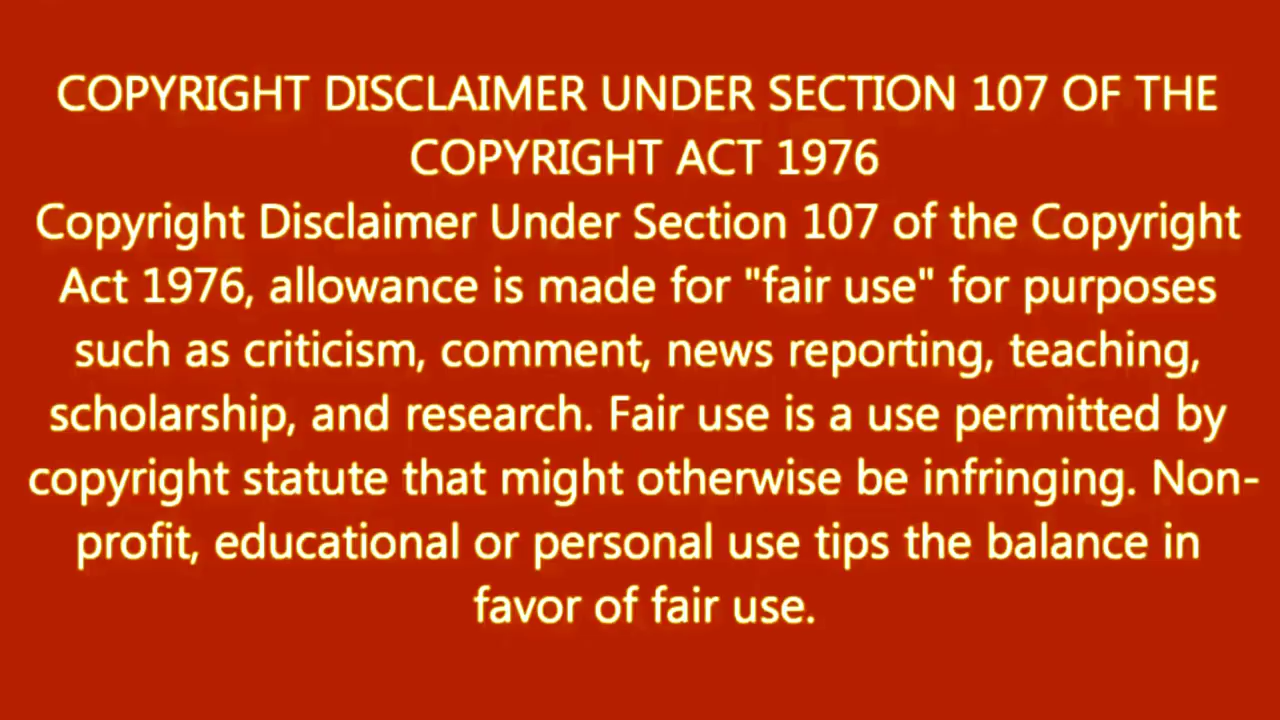 COPYRIGHT DISCLAIMER UNDER SECTION 107 OF THE
COPYRIGHT ACT 1976
Copyright Disclaimer Under Section 107 of the Copyright
Act 1976, allowance is made for "fair use" for purposes
such as criticism, comment, news reporting, teaching,
scholarship, and research. Fair use is a use permitted by
copyright statute that might otherwise be infringing. Non-
profit, educational or personal use tips the balance in
favor of fair use.